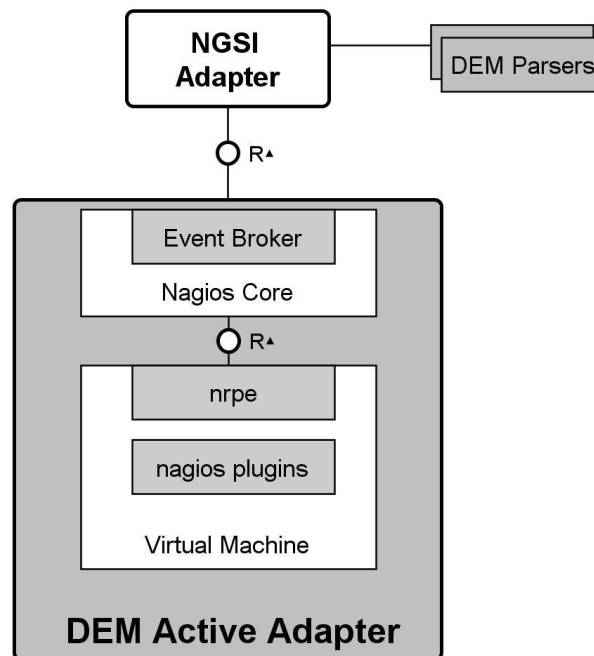 NGSI
Adapter
DEM Parsers
R▲
Event Broker
Nagios Core
R▲
nrpe
nagios plugins
Virtual Machine
DEM Active Adapter